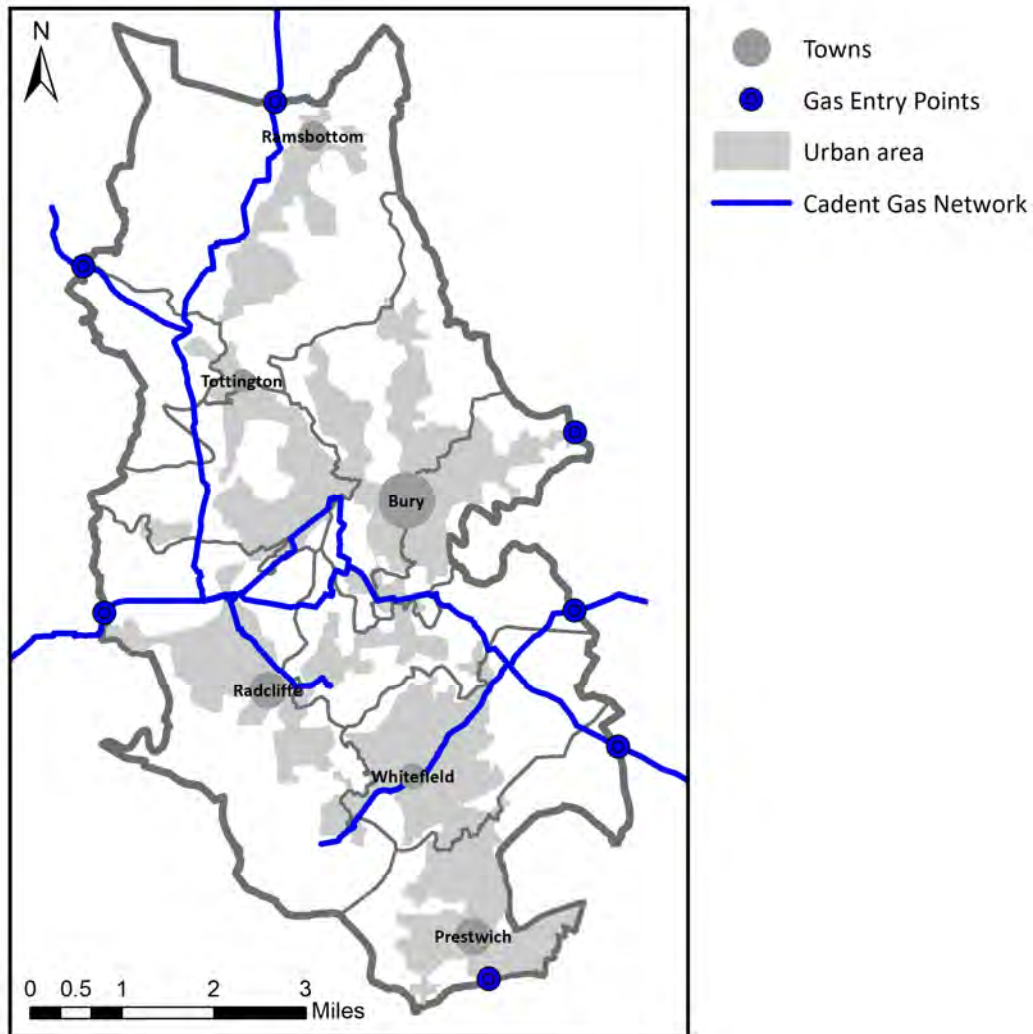 N
Ramsbottom
Tottington
Bury
Radcliffe
Whitefield
Prestwich
0 0.5 1 2 3
Miles
Towns
Gas Entry Points
Urban area
Cadent Gas Network